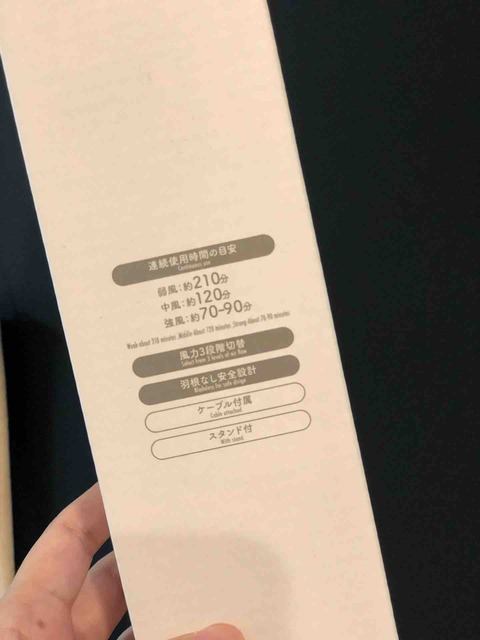 連続使用時間の目安
Continuous use
弱風：約210分
中風：約120分
強風：約70-90分
Weak-about 210 minutes ,Middle-About 120 minutes ,Strong-About 70-90 minutes
風力3段階切替
Select from 3 levels of air flow
羽根なし安全設計
Bladeless for safe design
ケーブル付属
Cable attached
スタンド付
With stand